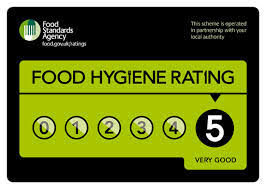 Food
Standards
Agency
food.gov.uk/ratings
This scheme is operated
in partnership with your
local authority
FOOD HYGIENE RATING
0 1 2 3 4 5
VERY GOOD